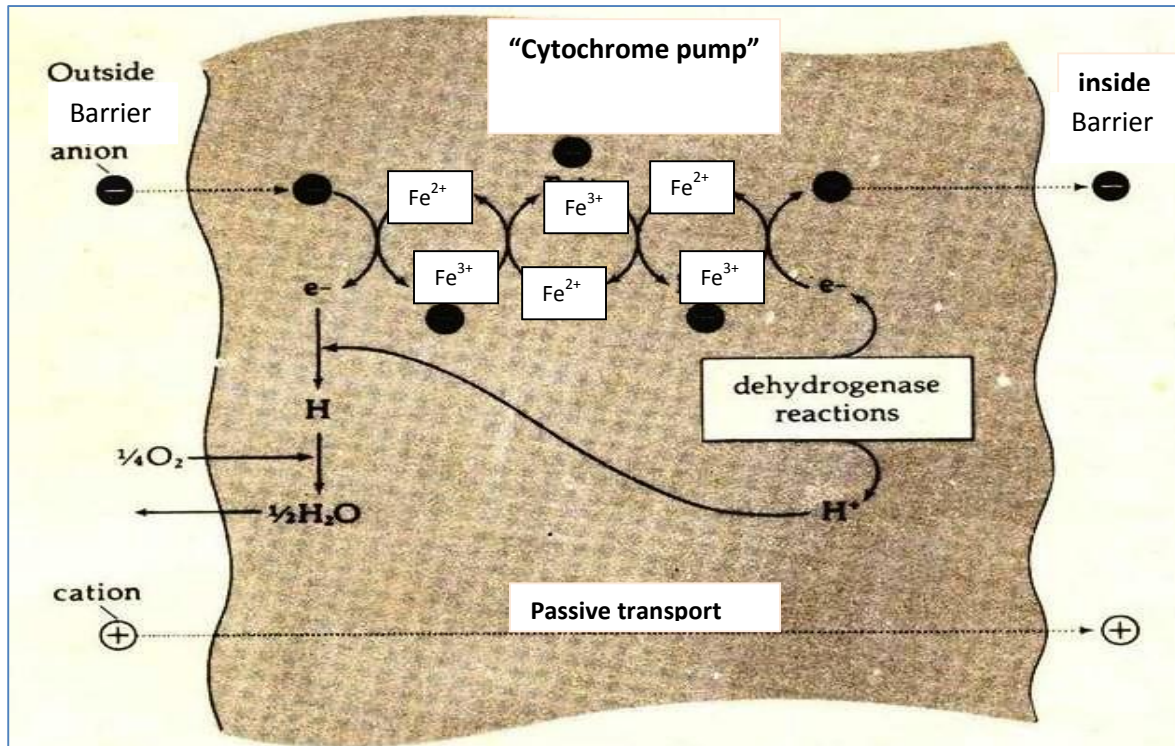 “Cytochrome pump”
Outside
Barrier
anion
inside
Barrier
Fe²⁺
Fe³⁺
Fe²⁺
Fe³⁺
Fe²⁺
Fe³⁺
e-
e-
dehydrogenase
reactions
H
¼O₂
½H₂O
H⁺
cation
Passive transport